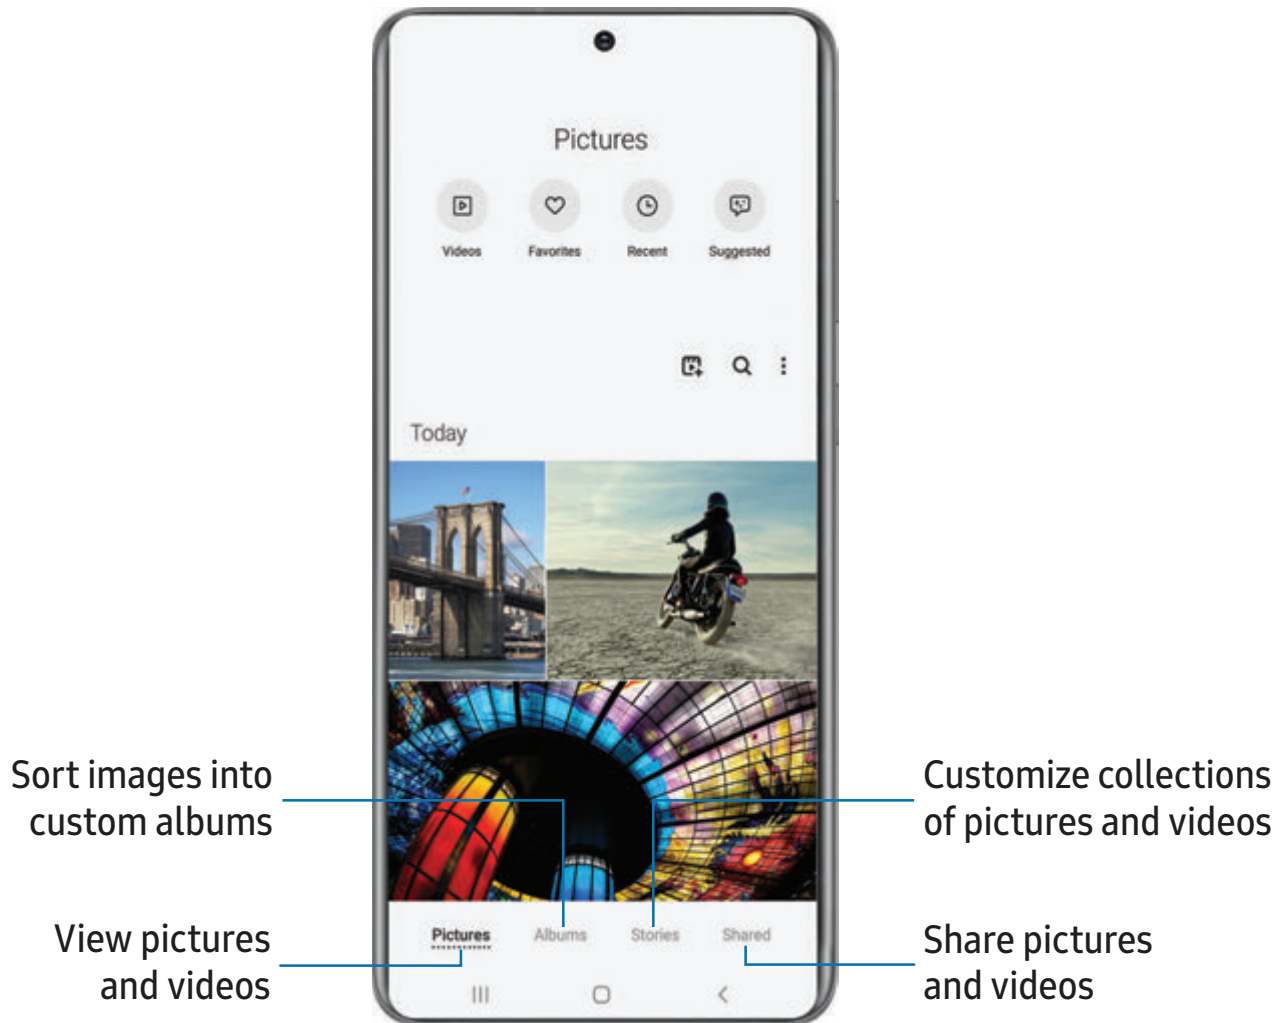 Pictures
Videos Favorites Recent Suggested
Today
Sort images into
custom albums
Customize collections
of pictures and videos
Pictures Albums Stories Shared
View pictures
and videos
Share pictures
and videos